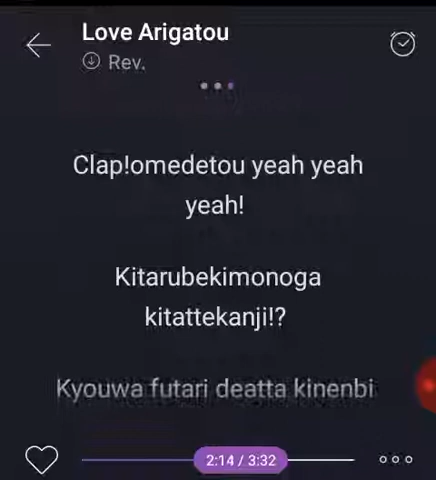 Love Arigatou
Rev.
Clap!omedetou yeah yeah
yeah!
Kitarubekimonoga
kitattekanji!?
Kyouwa futari deatta kinenbi
2:14 / 3:32